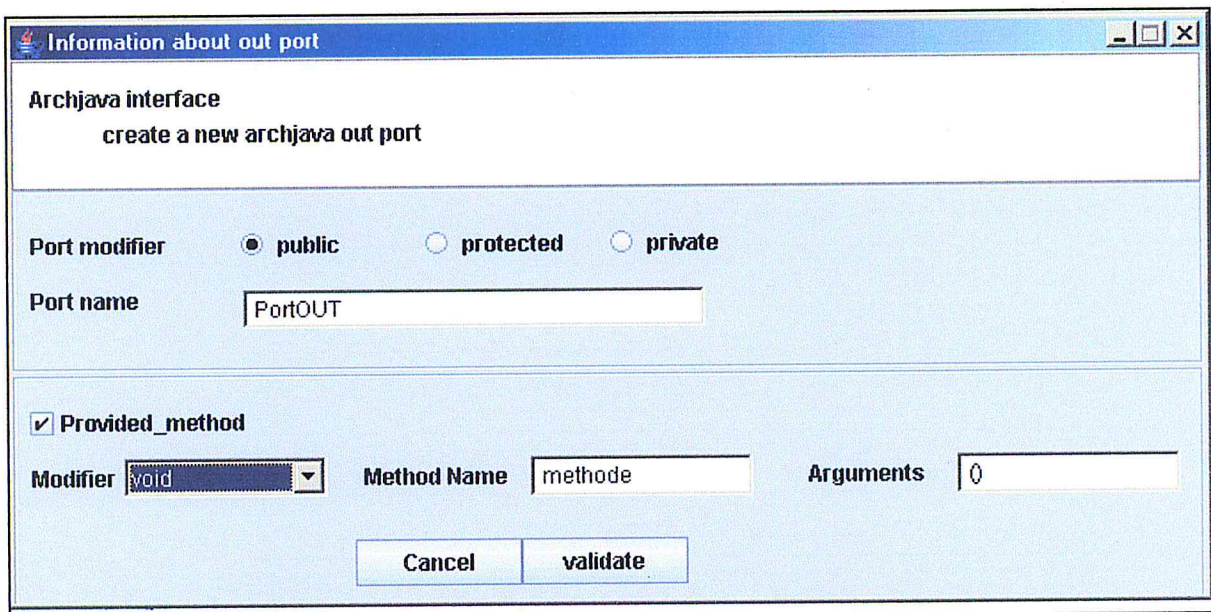 Information about out port
Archjava interface
create a new archjava out port
Port modifier public protected private
Port name PortOUT
Provided_method
Modifier void Method Name methode Arguments ()
Cancel validate